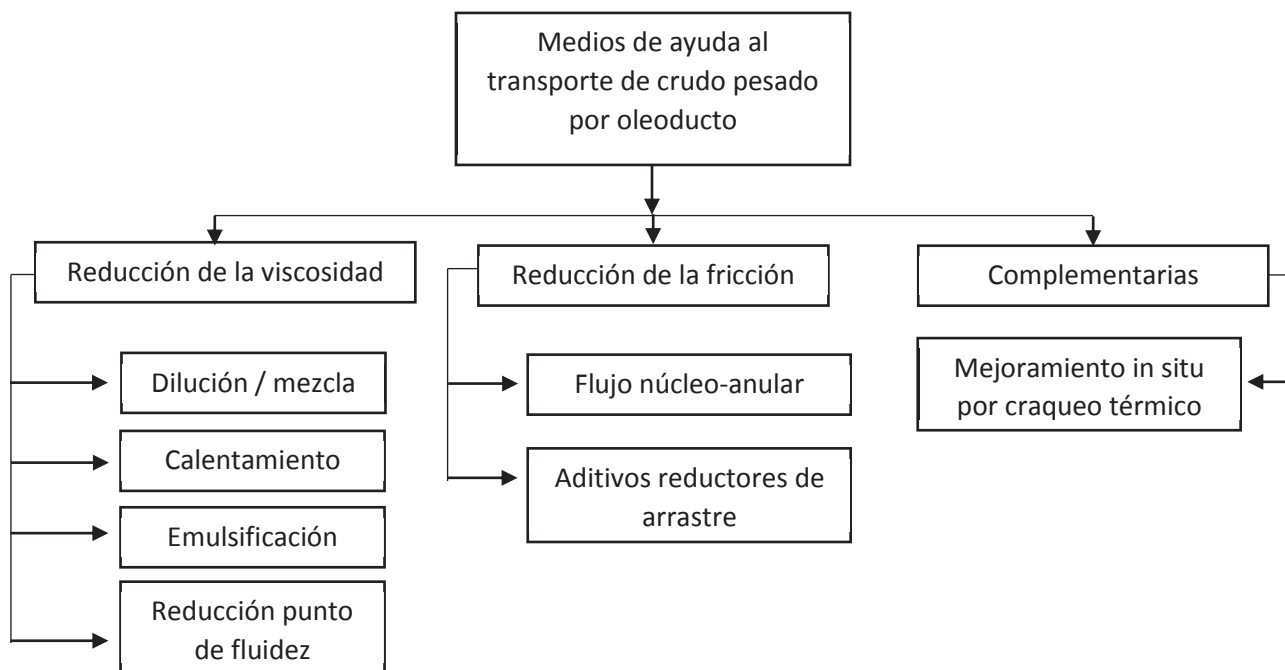 Medios de ayuda al
transporte de crudo pesado
por oleoducto
Reducción de la viscosidad
Dilución / mezcla
Calentamiento
Emulsificación
Reducción punto
de fluidez
Reducción de la fricción
Flujo núcleo-anular
Aditivos reductores de
arrastre
Complementarias
Mejoramiento in situ
por craqueo térmico